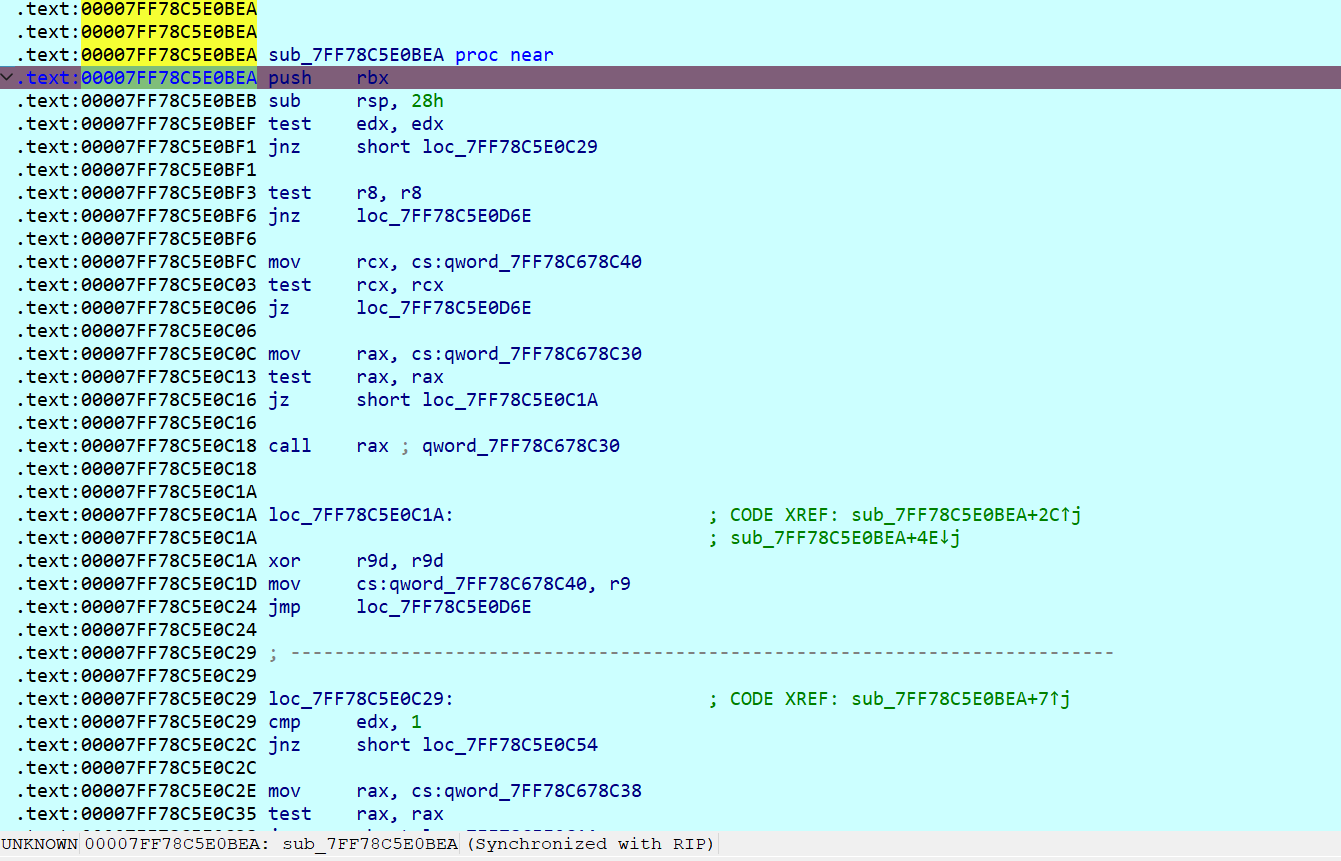 .text:00007FF78C5E0BEA
.text:00007FF78C5E0BEA
.text:00007FF78C5E0BEA sub_7FF78C5E0BEA proc near
.text:00007FF78C5E0BEA push    rbx
.text:00007FF78C5E0BEB sub     rsp, 28h
.text:00007FF78C5E0BEF test    edx, edx
.text:00007FF78C5E0BF1 jnz     short loc_7FF78C5E0C29
.text:00007FF78C5E0BF1
.text:00007FF78C5E0BF3 test    r8, r8
.text:00007FF78C5E0BF6 jnz     loc_7FF78C5E0D6E
.text:00007FF78C5E0BF6
.text:00007FF78C5E0BFC mov     rcx, cs:qword_7FF78C678C40
.text:00007FF78C5E0C03 test    rcx, rcx
.text:00007FF78C5E0C06 jz      loc_7FF78C5E0D6E
.text:00007FF78C5E0C06
.text:00007FF78C5E0C0C mov     rax, cs:qword_7FF78C678C30
.text:00007FF78C5E0C13 test    rax, rax
.text:00007FF78C5E0C16 jz      short loc_7FF78C5E0C1A
.text:00007FF78C5E0C16
.text:00007FF78C5E0C18 call    rax ; qword_7FF78C678C30
.text:00007FF78C5E0C18
.text:00007FF78C5E0C1A
.text:00007FF78C5E0C1A loc_7FF78C5E0C1A:                       ; CODE XREF: sub_7FF78C5E0BEA+2C↑j
.text:00007FF78C5E0C1A                                         ; sub_7FF78C5E0BEA+4E↓j
.text:00007FF78C5E0C1A xor     r9d, r9d
.text:00007FF78C5E0C1D mov     cs:qword_7FF78C678C40, r9
.text:00007FF78C5E0C24 jmp     loc_7FF78C5E0D6E
.text:00007FF78C5E0C24
.text:00007FF78C5E0C29 ; ---------------------------------------------------------------------------
.text:00007FF78C5E0C29
.text:00007FF78C5E0C29 loc_7FF78C5E0C29:                       ; CODE XREF: sub_7FF78C5E0BEA+7↑j
.text:00007FF78C5E0C29 cmp     edx, 1
.text:00007FF78C5E0C2C jnz     short loc_7FF78C5E0C54
.text:00007FF78C5E0C2C
.text:00007FF78C5E0C2E mov     rax, cs:qword_7FF78C678C38
.text:00007FF78C5E0C35 test    rax, rax
UNKNOWN 00007FF78C5E0BEA: sub_7FF78C5E0BEA (Synchronized with RIP)